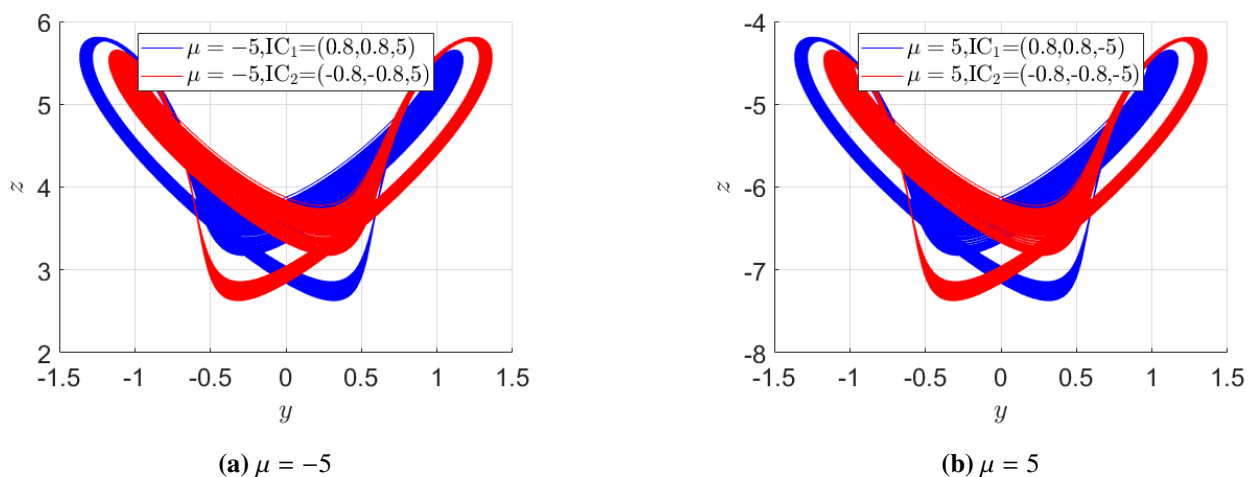 6
5
4
3
2
z
μ = −5,IC₁=(0.8,0.8,5)
μ = −5,IC₂=(-0.8,-0.8,5)
-1.5 -1 -0.5 0 0.5 1 1.5
y
(a) μ = −5
-4
-5
-6
-7
-8
z
μ = 5,IC₁=(0.8,0.8,-5)
μ = 5,IC₂=(-0.8,-0.8,-5)
-1.5 -1 -0.5 0 0.5 1 1.5
y
(b) μ = 5